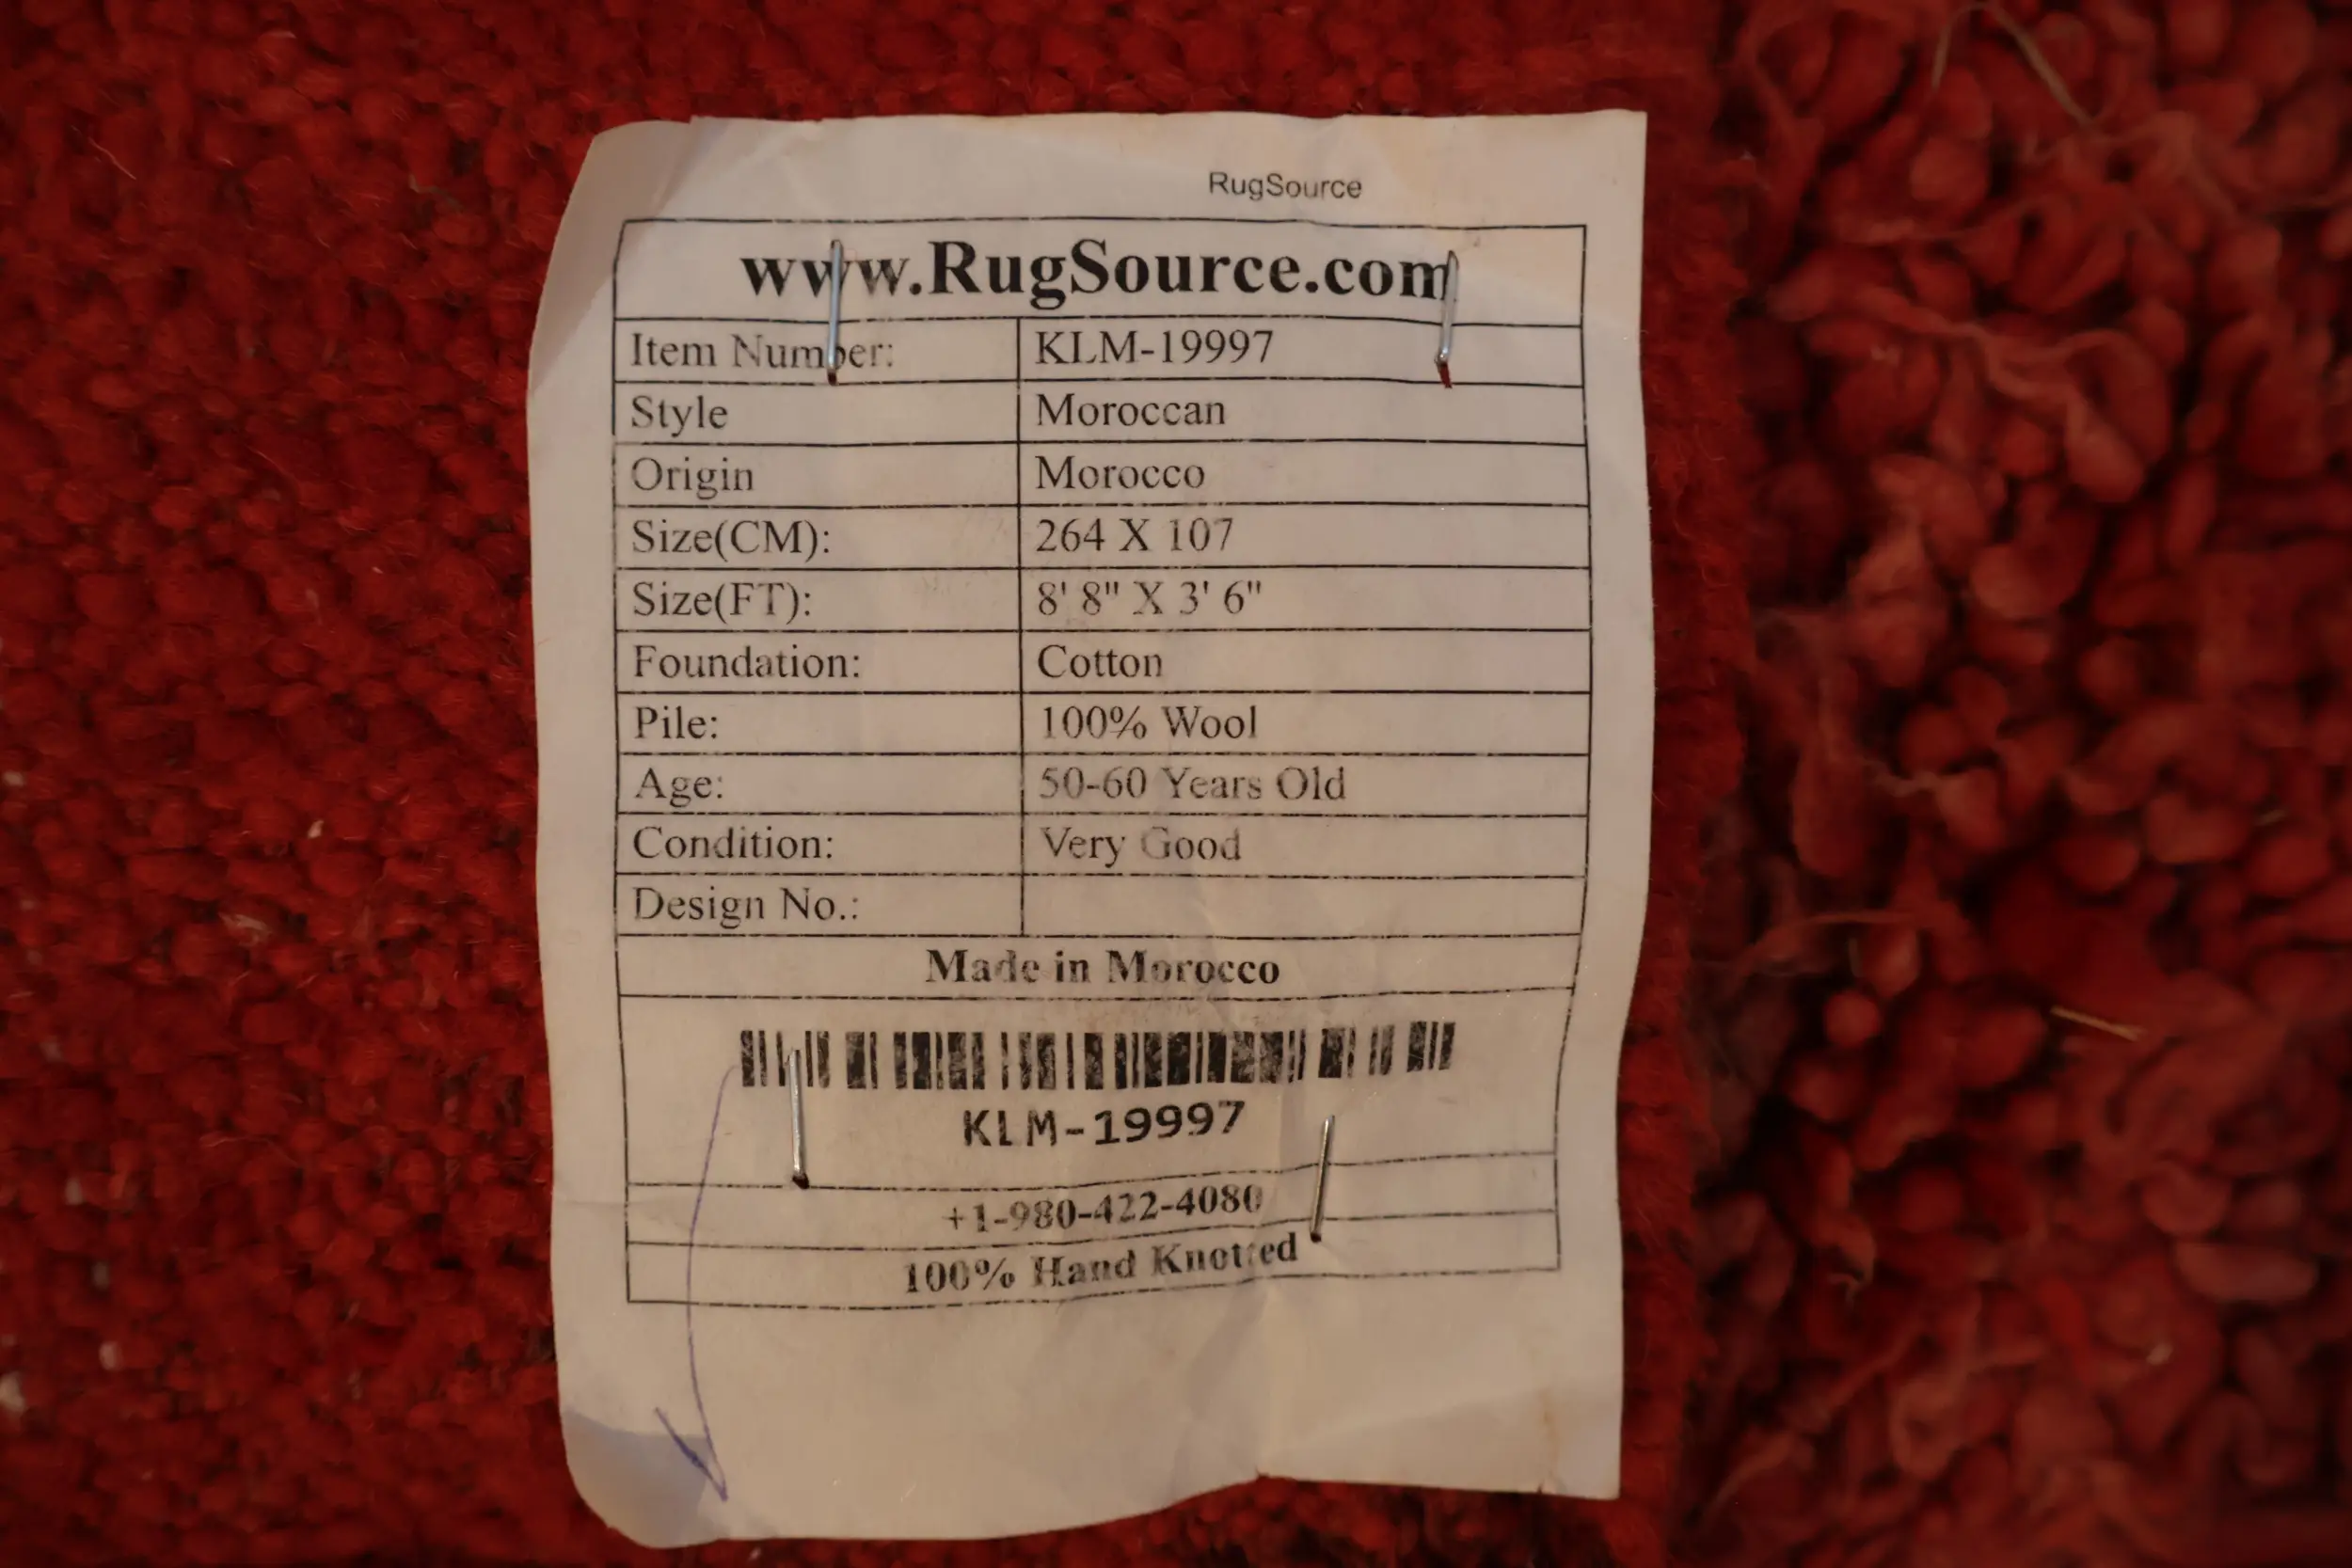 RugSource
www.RugSource.com
Item Number: KLM-19997
Style Moroccan
Origin Morocco
Size(CM): 264 X 107
Size(FT): 8' 8" X 3' 6"
Foundation: Cotton
Pile: 100% Wool
Age: 50-60 Years Old
Condition: Very Good
Design No.:
Made in Morocco
KLM-19997
+1-980-422-4080
100% Hand Knotted